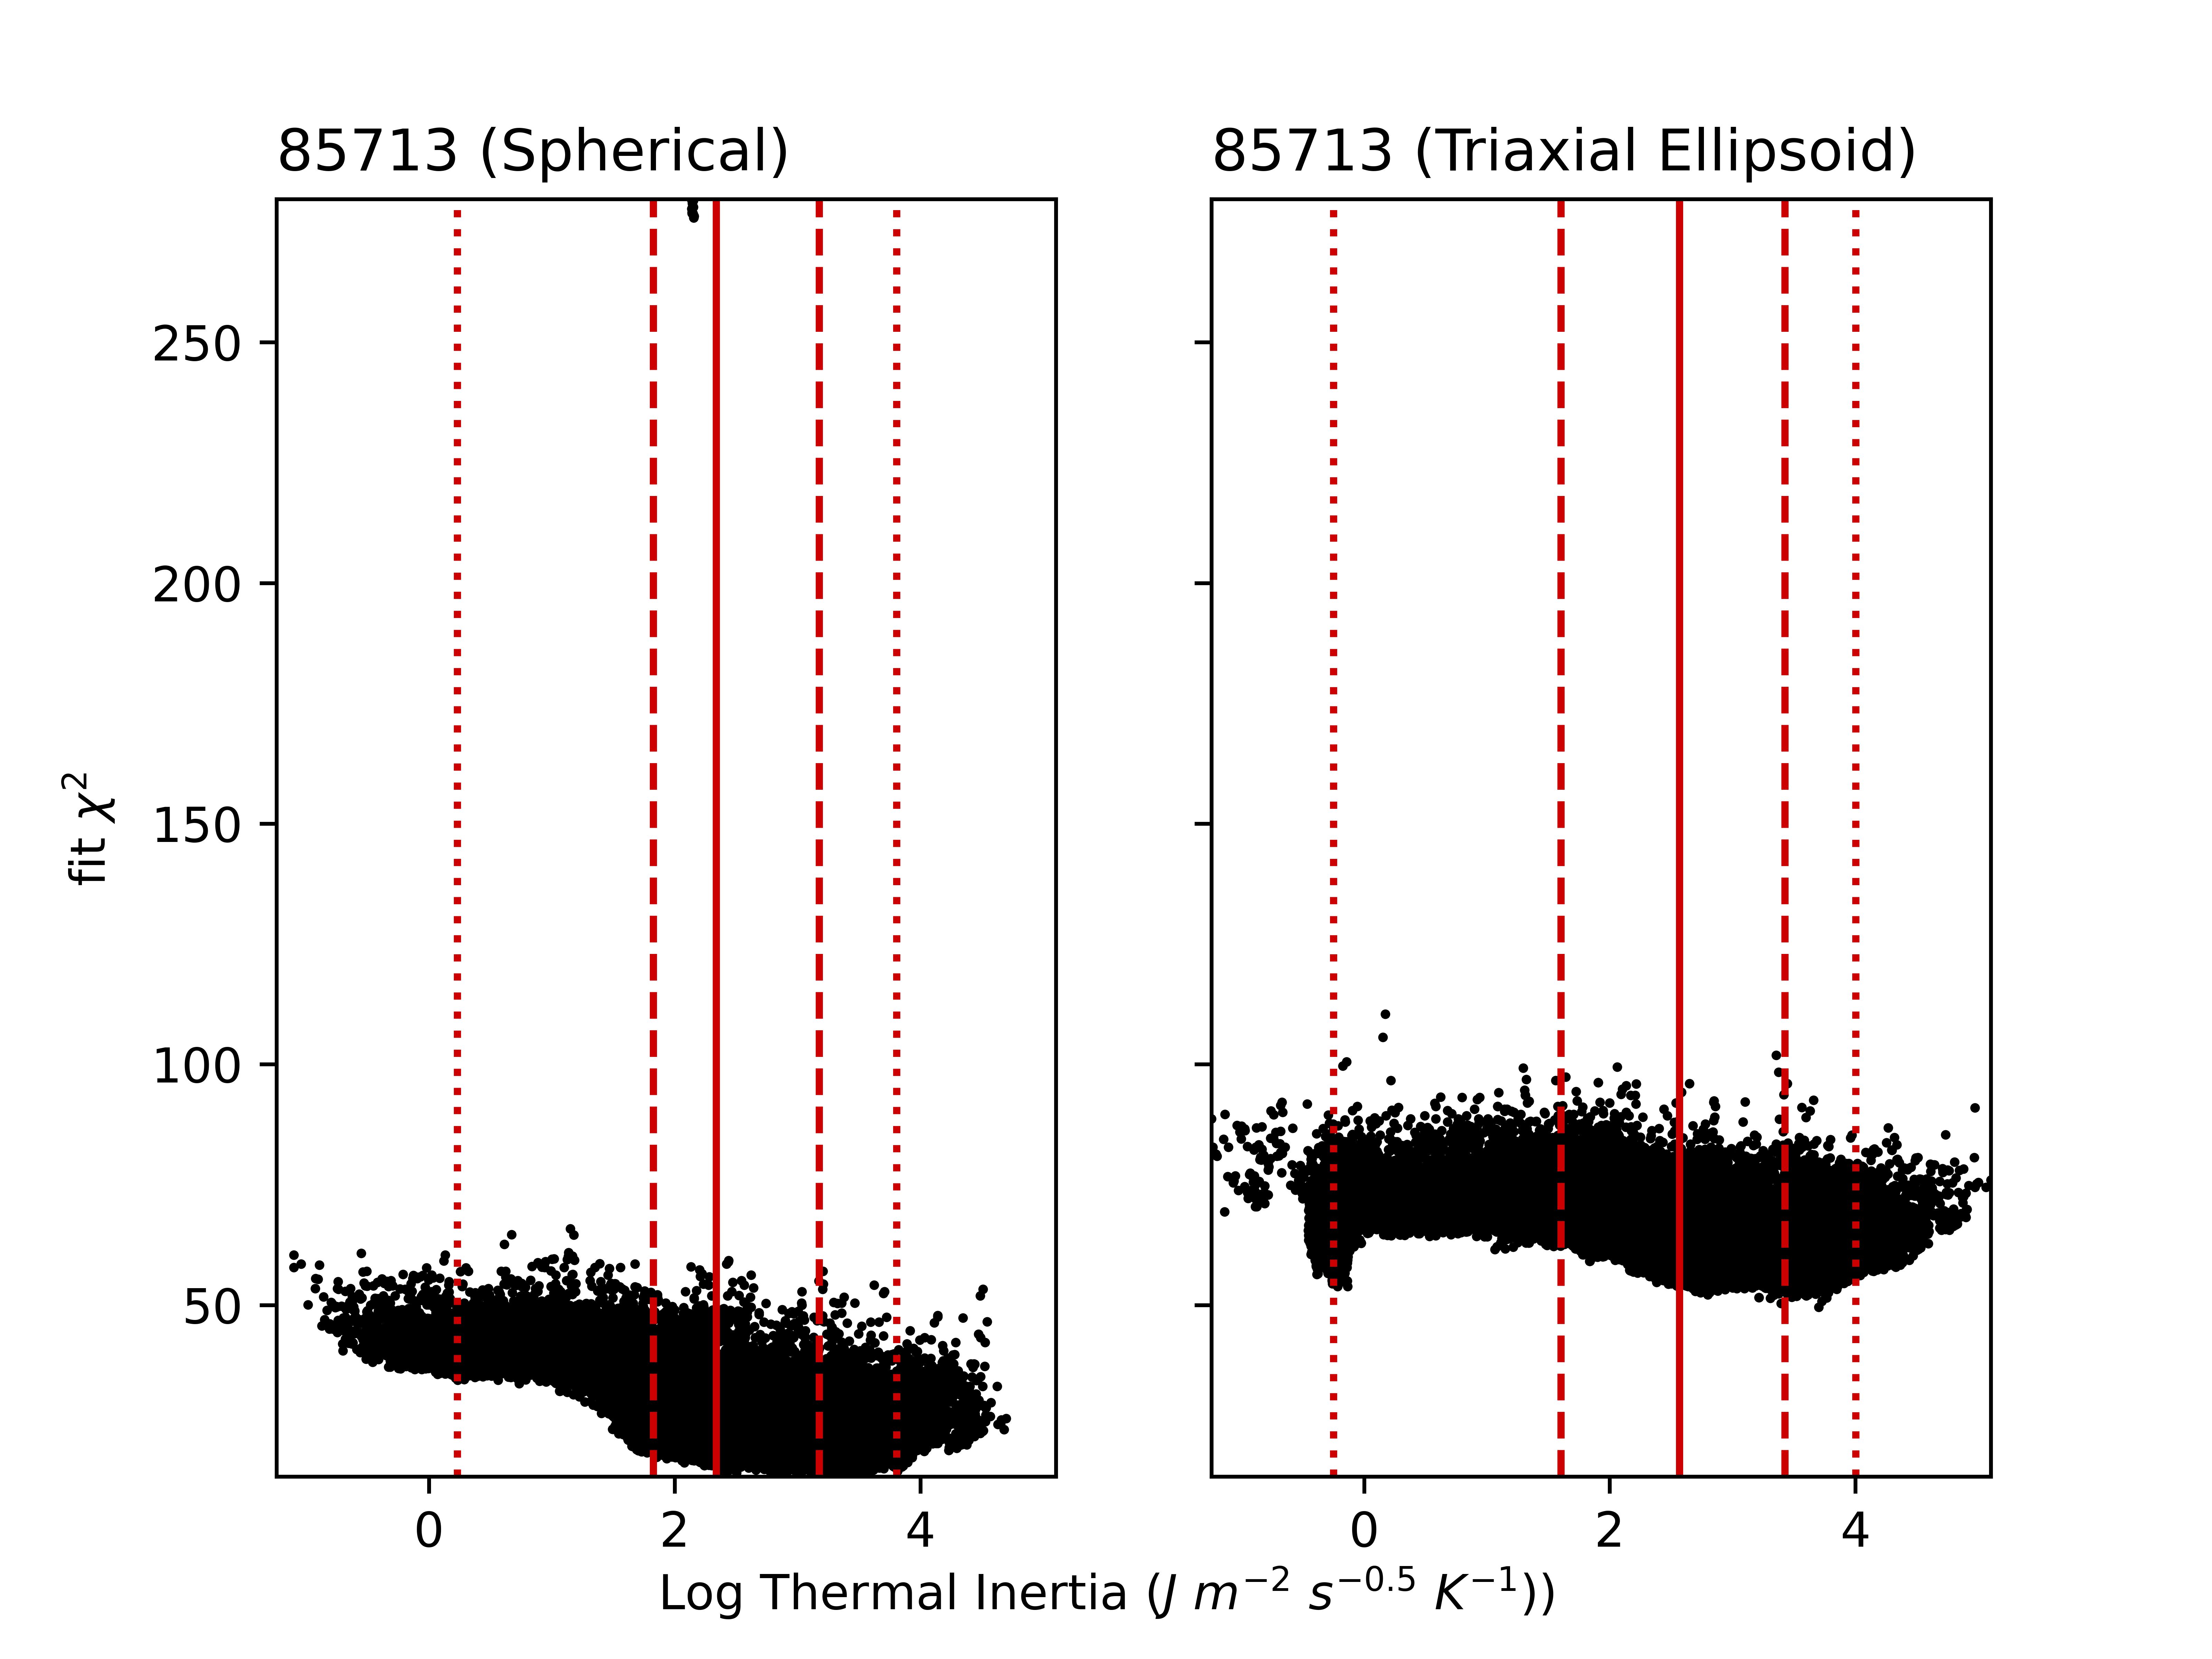 85713 (Spherical)
85713 (Triaxial Ellipsoid)
250
200
150
100
50
fit χ²
0 2 4
0 2 4
Log Thermal Inertia (J m⁻² s⁻⁰·⁵ K⁻¹))